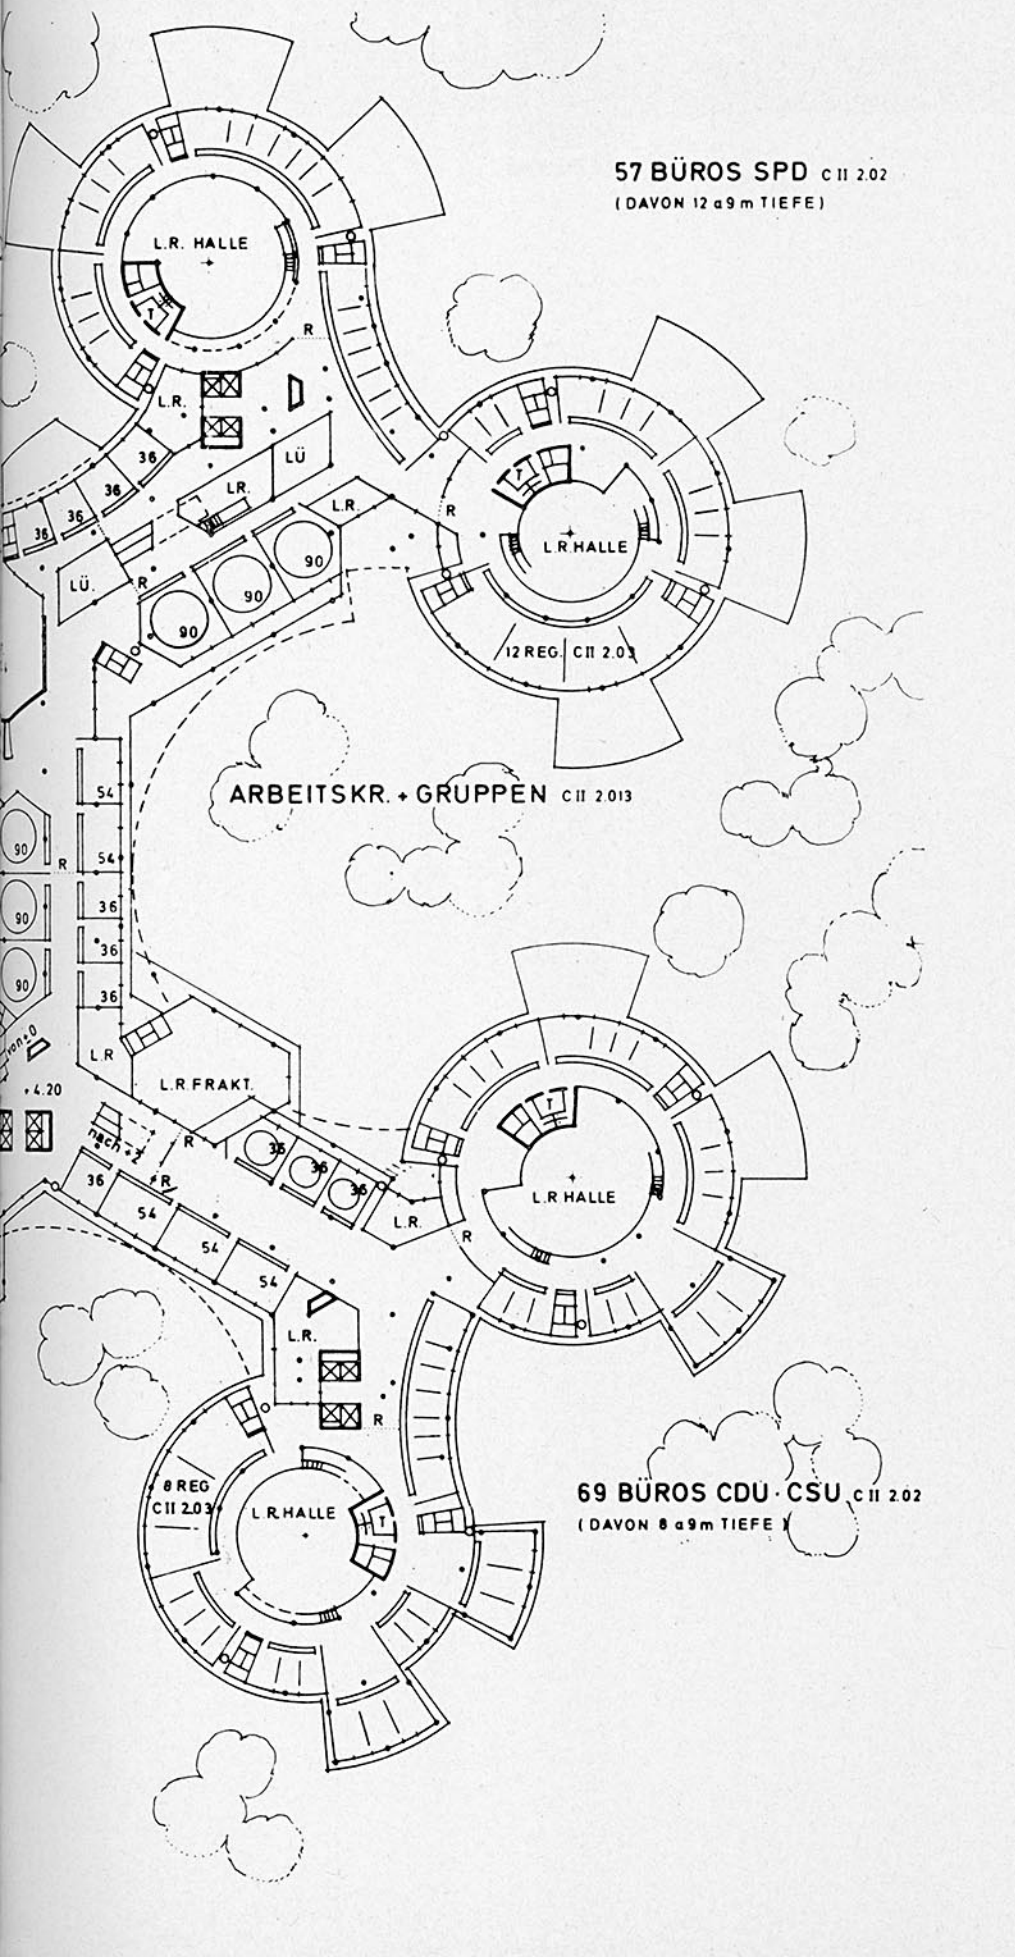 57 BÜROS SPD C II 2.02
(DAVON 12 a 9 m TIEFE)
L.R. HALLE
T
R
L.R.
36
LÜ
36
LR.
L.R.
R
T
L.R. HALLE
36
36
90
LÜ.
R
90
90
12 REG. C II 2.03
ARBEITSKR. + GRUPPEN C II 2.013
54
90
R
54
90
36
36
90
36
von ± 0
L.R
+ 4.20
L.R. FRAKT.
nach + 2
R
36
36
36
36
R
54
54
54
L.R.
R
T
L.R. HALLE
L.R.
R
8 REG
C II 2.03
L.R. HALLE
T
69 BÜROS CDU · CSU C II 2.02
(DAVON 8 a 9 m TIEFE)